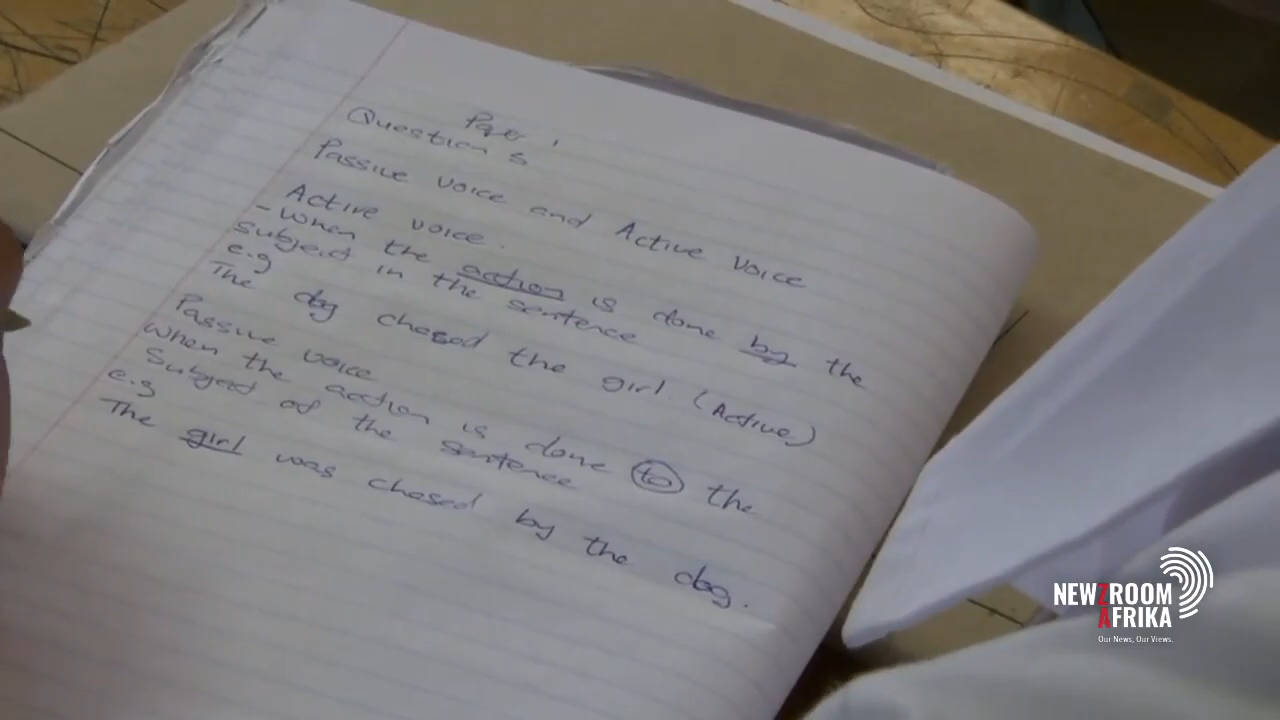 Paper 1
Question 5
Passive voice and Active voice
Active voice.
- When the action is done by the
subject in the sentence
e.g
The dog chased the girl. (Active)
Passive voice
when the action is done to the
Subject of the sentence
e.g
The girl was chased by the dog.
NEWZROOM
AFRIKA
Our News, Our Views.